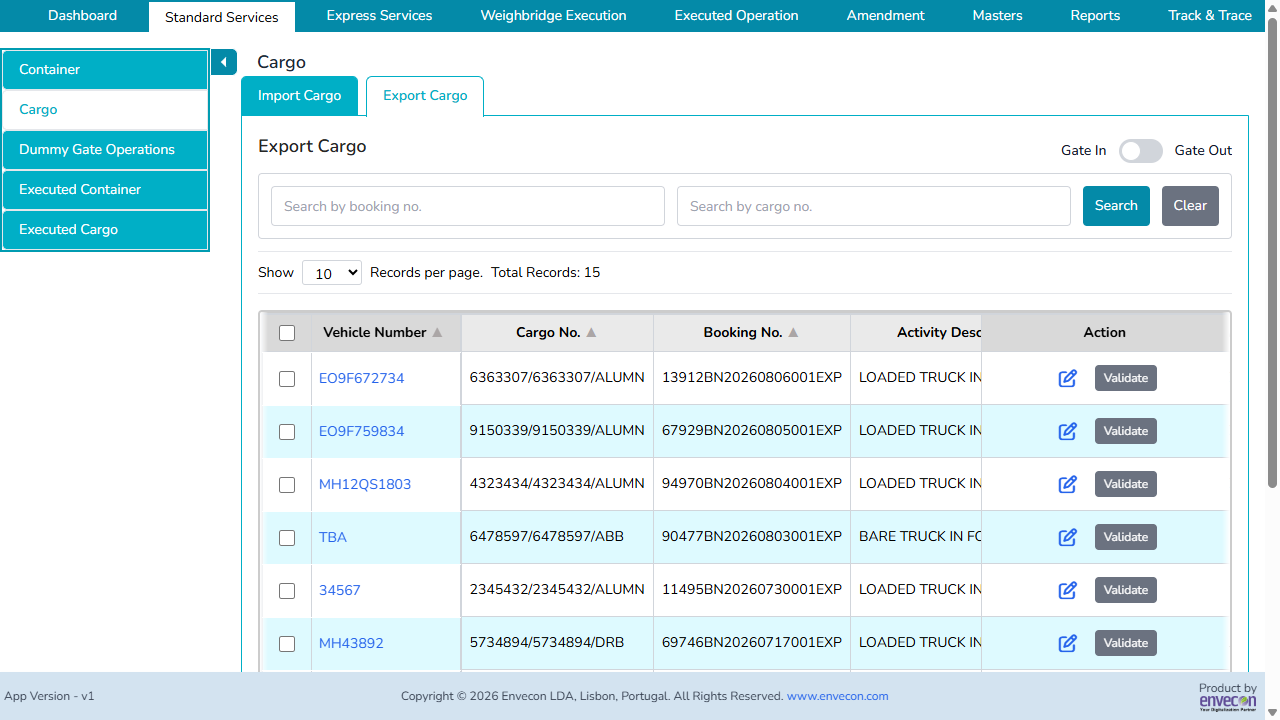 Dashboard Standard Services Express Services Weighbridge Execution Executed Operation Amendment Masters Reports Track & Trace
Container
Cargo
Dummy Gate Operations
Executed Container
Executed Cargo
Cargo
Import Cargo Export Cargo
Export Cargo
Gate In Gate Out
Search by booking no. Search by cargo no. Search Clear
Show 10 Records per page. Total Records: 15
Vehicle Number Cargo No. Booking No. Activity Desc Action
EO9F672734 6363307/6363307/ALUMN 13912BN20260806001EXP LOADED TRUCK IN Validate
EO9F759834 9150339/9150339/ALUMN 67929BN20260805001EXP LOADED TRUCK IN Validate
MH12QS1803 4323434/4323434/ALUMN 94970BN20260804001EXP LOADED TRUCK IN Validate
TBA 6478597/6478597/ABB 90477BN20260803001EXP BARE TRUCK IN FO Validate
34567 2345432/2345432/ALUMN 11495BN20260730001EXP LOADED TRUCK IN Validate
MH43892 5734894/5734894/DRB 69746BN20260717001EXP LOADED TRUCK IN Validate
App Version - v1
Copyright © 2026 Envecon LDA, Lisbon, Portugal. All Rights Reserved. www.envecon.com
Product by
envecon
Your Digitalisation Partner